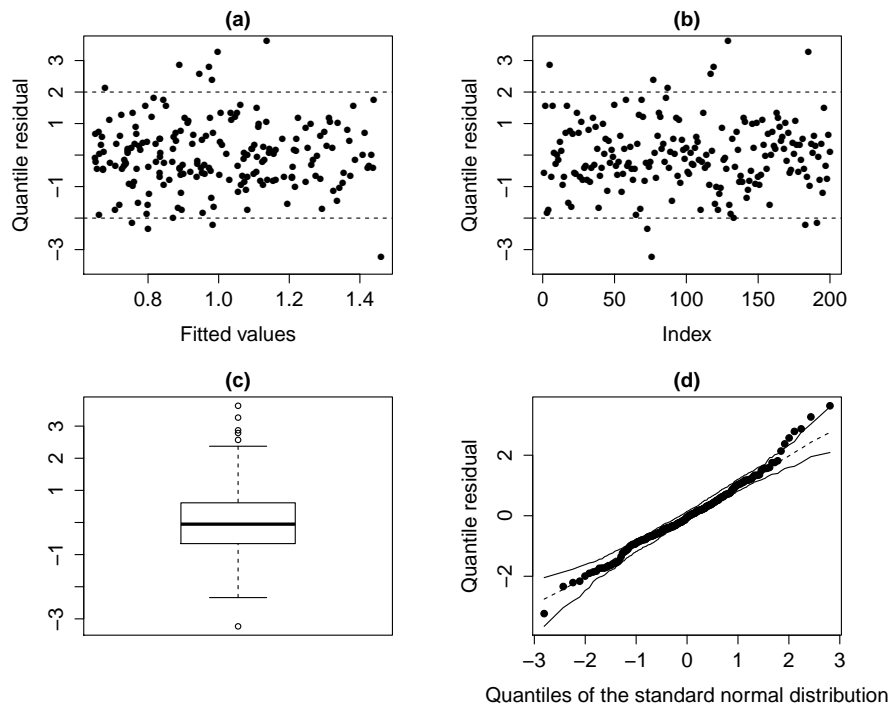 (a)
Quantile residual
3
2
1
−1
−3
0.8 1.0 1.2 1.4
Fitted values
(b)
Quantile residual
3
2
1
−1
−3
0 50 100 150 200
Index
(c)
3
1
−1
−3
(d)
Quantile residual
2
0
−2
−3 −2 −1 0 1 2 3
Quantiles of the standard normal distribution